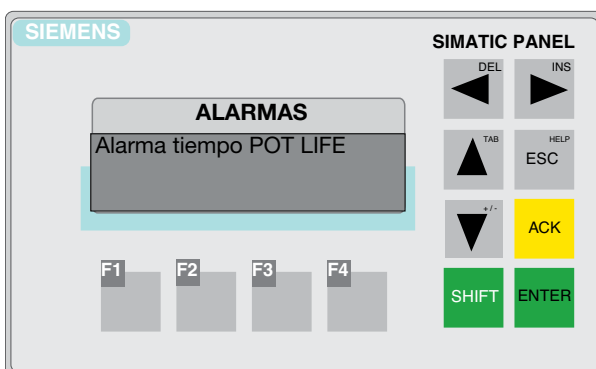 SIEMENS
SIMATIC PANEL
DEL
INS
ALARMAS
Alarma tiempo POT LIFE
TAB
HELP
ESC
+/-
ACK
F1
F2
F3
F4
SHIFT
ENTER